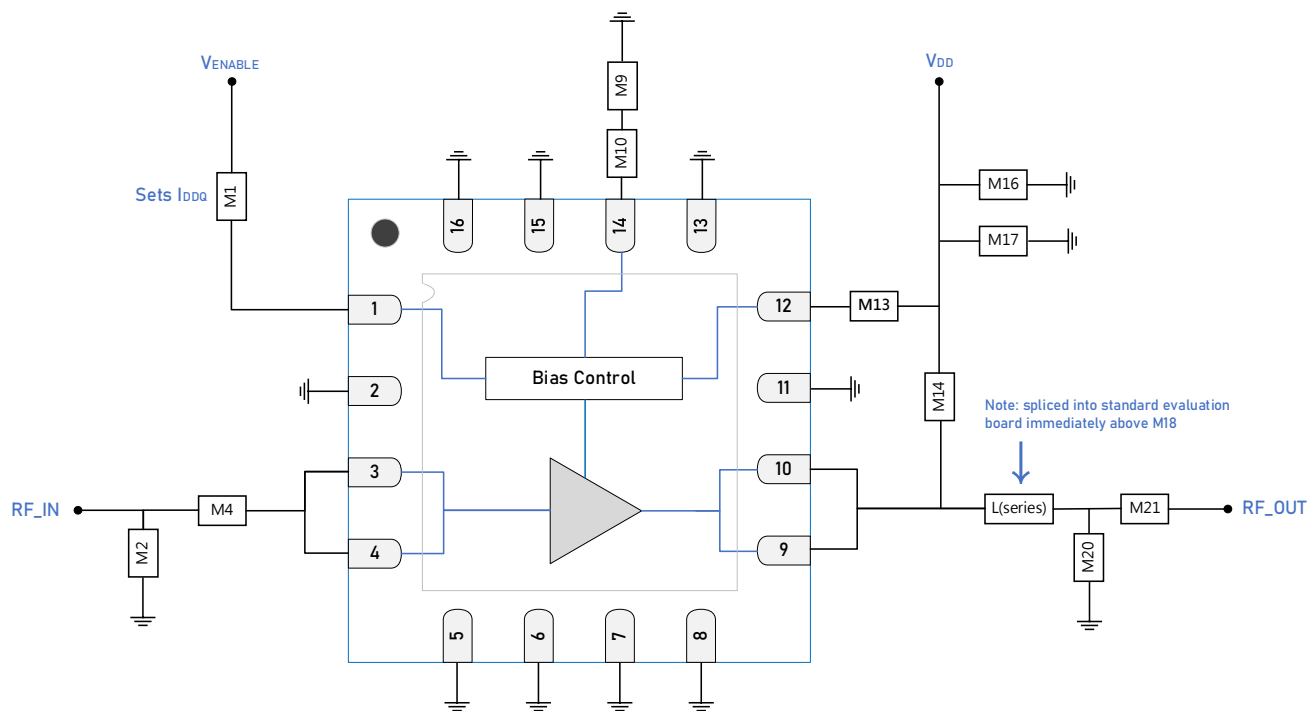 VENABLE
VDD
M9
M10
M16
M17
Sets IDDQ
M1
16
15
14
13
1
12
M13
Bias Control
2
11
M14
Note: spliced into standard evaluation
board immediately above M18
3
10
RF_IN
M4
L(series)
M21
RF_OUT
M2
4
9
M20
5
6
7
8